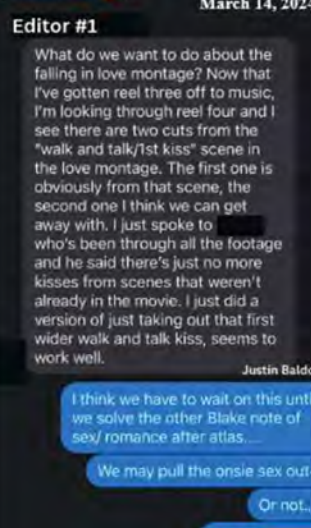 March 14, 2024
Editor #1
What do we want to do about the
falling in love montage? Now that
I've gotten reel three off to music,
I'm looking through reel four and I
see there are two cuts from the
"walk and talk/1st kiss" scene in
the love montage. The first one is
obviously from that scene, the
second one I think we can get
away with. I just spoke to
who's been through all the footage
and he said there's just no more
kisses from scenes that weren't
already in the movie. I just did a
version of just taking out that first
wider walk and talk kiss, seems to
work well.
Justin Baldo
I think we have to wait on this unti
we solve the other Blake note of
sex/ romance after atlas....
We may pull the onsie sex out
Or not..